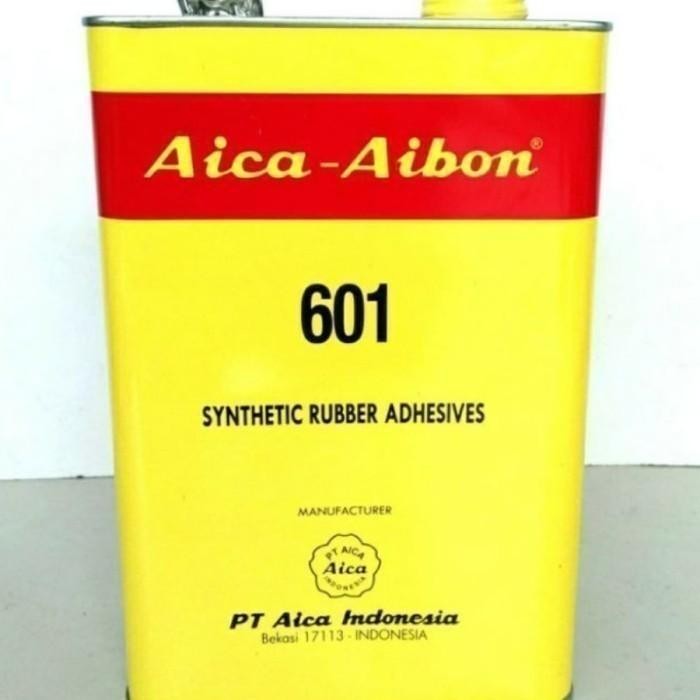 Aica-Aibon®
601
SYNTHETIC RUBBER ADHESIVES
MANUFACTURER
PT AICA
Aica
INDONESIA
PT Aica Indonesia
Bekasi 17113 - INDONESIA